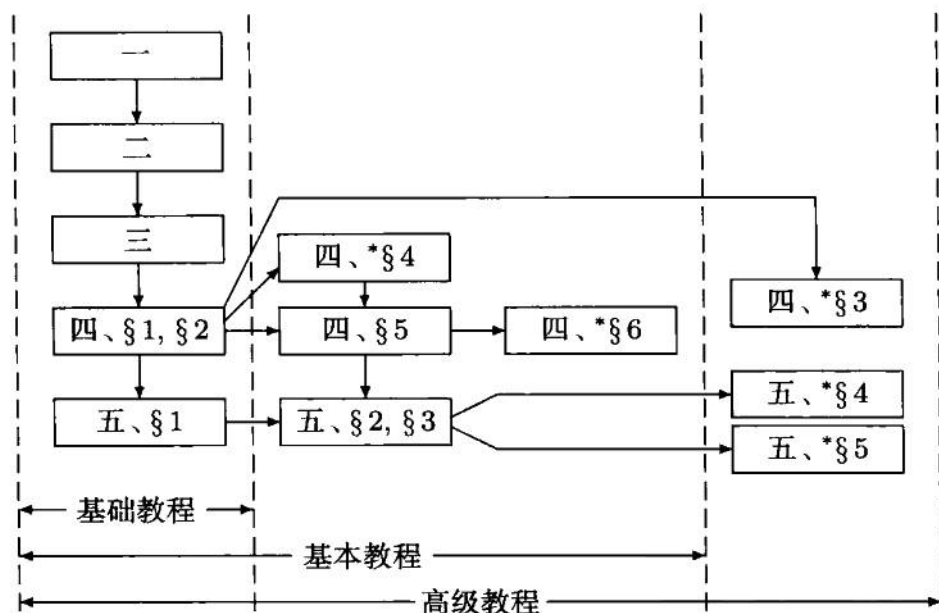 一
二
三
四、*§4
四、*§3
四、§1, §2
四、§5
四、*§6
五、§1
五、§2, §3
五、*§4
五、*§5
基础教程
基本教程
高级教程